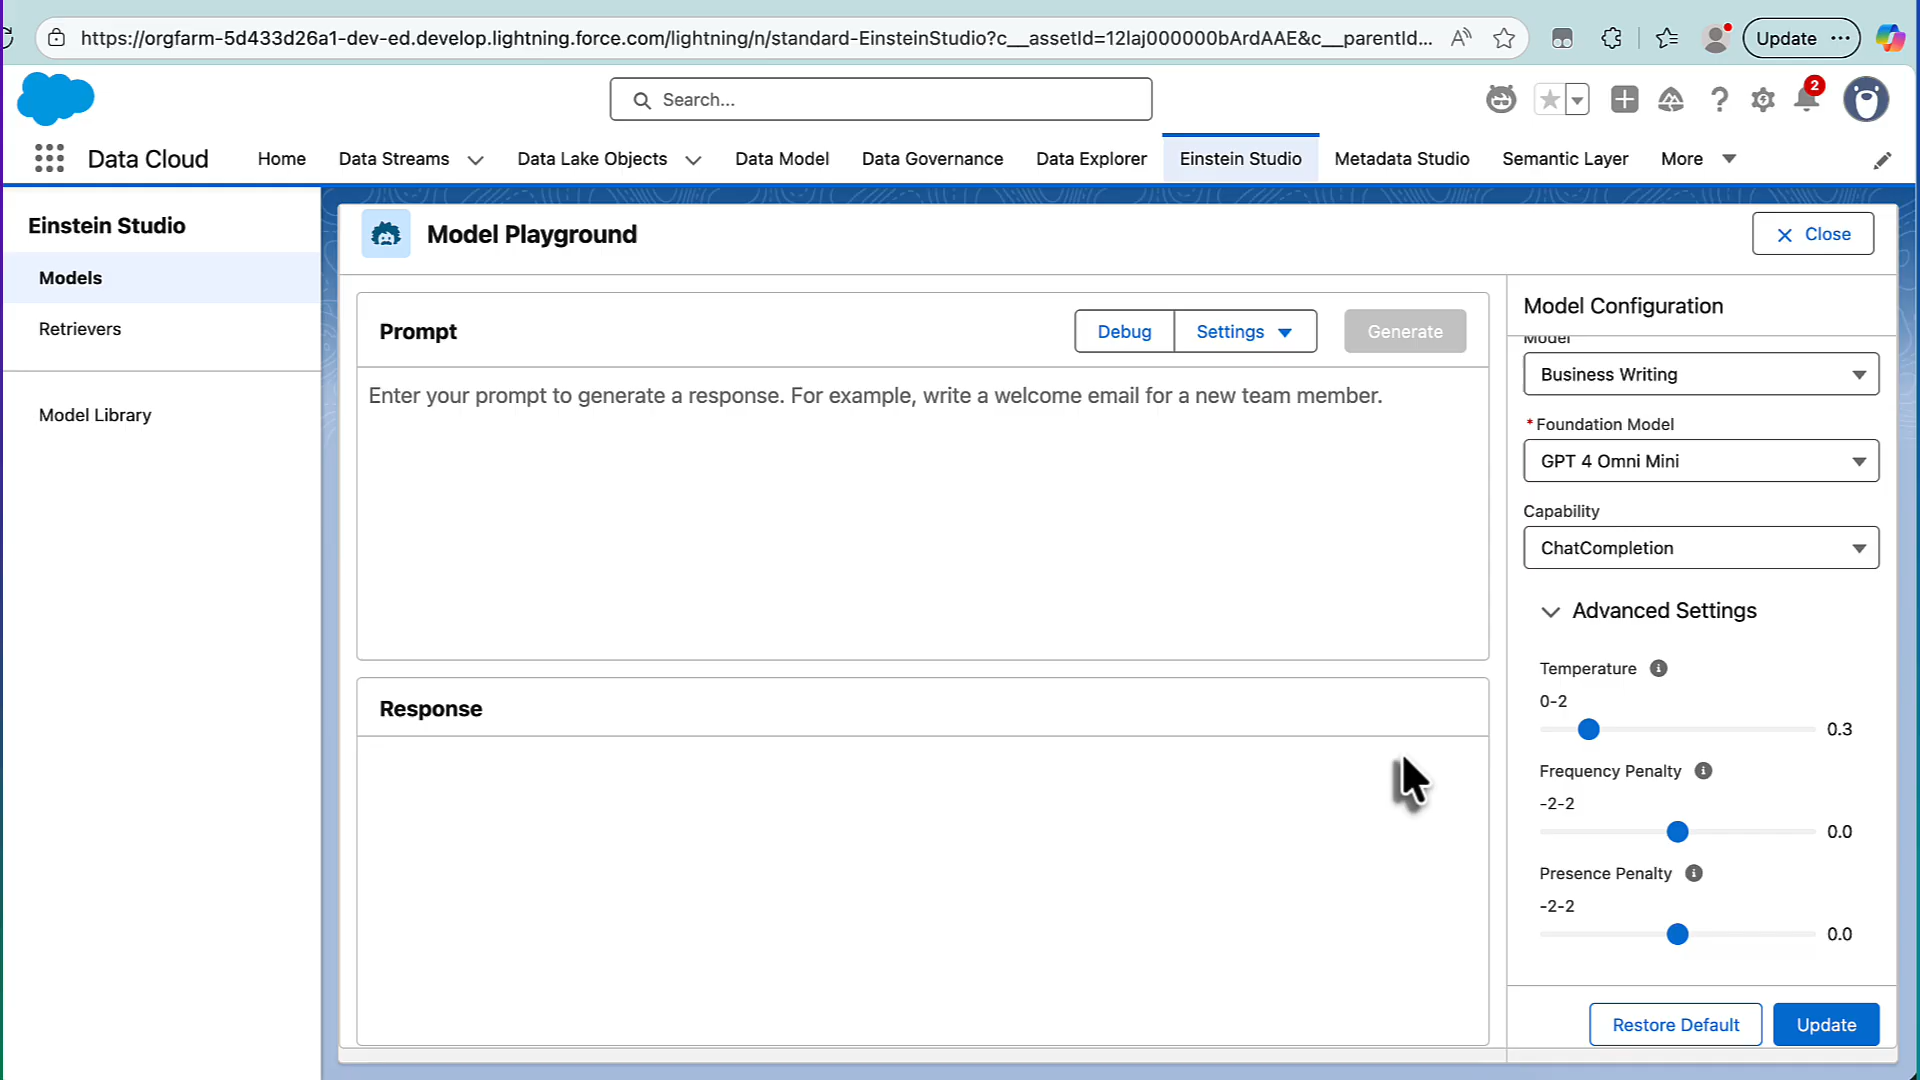 https://orgfarm-5d433d26a1-dev-ed.develop.lightning.force.com/lightning/n/standard-EinsteinStudio?c__assetId=12laj000000bArdAAE&c__parentId...
Update
Search...
2
Data Cloud
Home
Data Streams
Data Lake Objects
Data Model
Data Governance
Data Explorer
Einstein Studio
Metadata Studio
Semantic Layer
More
Einstein Studio
Models
Retrievers
Model Library
Model Playground
Close
Prompt
Debug
Settings
Generate
Enter your prompt to generate a response. For example, write a welcome email for a new team member.
Response
Model Configuration
Model
Business Writing
*Foundation Model
GPT 4 Omni Mini
Capability
ChatCompletion
Advanced Settings
Temperature
0-2
0.3
Frequency Penalty
-2-2
0.0
Presence Penalty
-2-2
0.0
Restore Default
Update